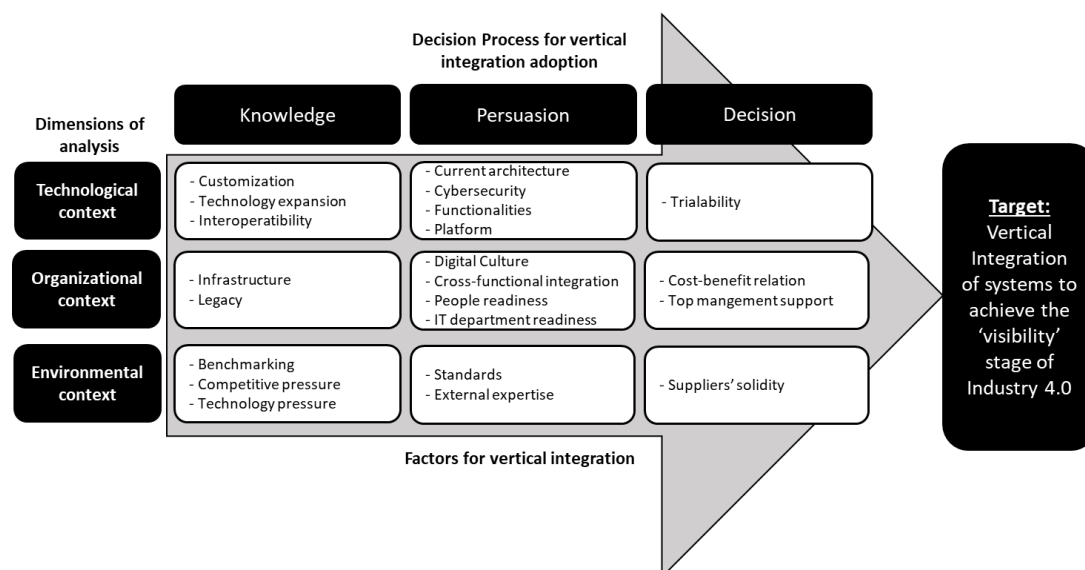 Decision Process for vertical
integration adoption
Knowledge
Persuasion
Decision
Dimensions of
analysis
Technological
context
- Customization
- Technology expansion
- Interoperatibility
- Current architecture
- Cybersecurity
- Functionalities
- Platform
- Trialability
Organizational
context
- Infrastructure
- Legacy
- Digital Culture
- Cross-functional integration
- People readiness
- IT department readiness
- Cost-benefit relation
- Top mangement support
Environmental
context
- Benchmarking
- Competitive pressure
- Technology pressure
- Standards
- External expertise
- Suppliers’ solidity
Factors for vertical integration
Target:
Vertical
Integration
of systems to
achieve the
‘visibility’
stage of
Industry 4.0